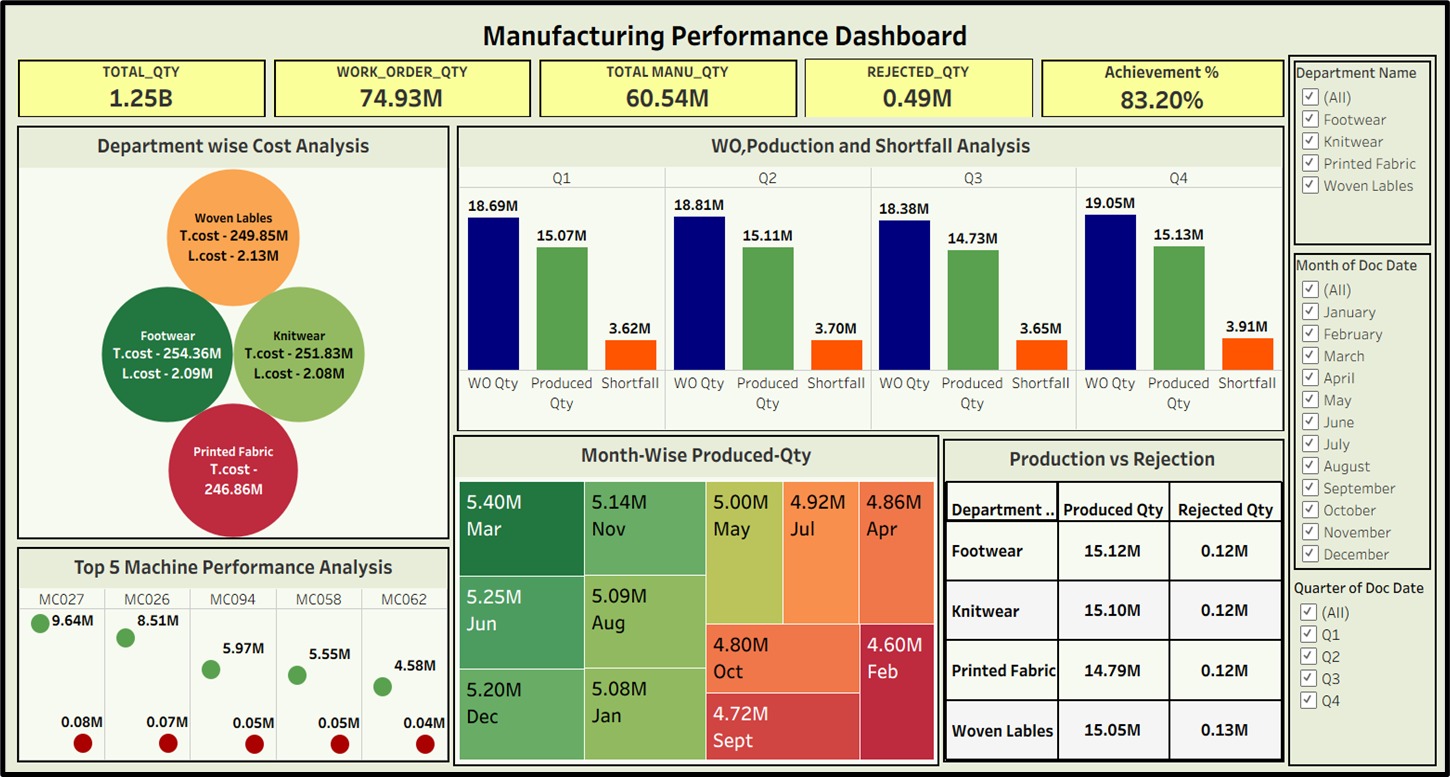 Manufacturing Performance Dashboard
TOTAL_QTY
1.25B
WORK_ORDER_QTY
74.93M
TOTAL MANU_QTY
60.54M
REJECTED_QTY
0.49M
Achievement %
83.20%
Department wise Cost Analysis
Woven Lables
T.cost - 249.85M
L.cost - 2.13M
Footwear
T.cost - 254.36M
L.cost - 2.09M
Knitwear
T.cost - 251.83M
L.cost - 2.08M
Printed Fabric
T.cost -
246.86M
WO,Poduction and Shortfall Analysis
Q1
Q2
Q3
Q4
18.69M
15.07M
3.62M
18.81M
15.11M
3.70M
18.38M
14.73M
3.65M
19.05M
15.13M
3.91M
WO Qty
Produced
Qty
Shortfall
WO Qty
Produced
Qty
Shortfall
WO Qty
Produced
Qty
Shortfall
WO Qty
Produced
Qty
Shortfall
Top 5 Machine Performance Analysis
MC027
MC026
MC094
MC058
MC062
9.64M
8.51M
5.97M
5.55M
4.58M
0.08M
0.07M
0.05M
0.05M
0.04M
Month-Wise Produced-Qty
5.40M
Mar
5.25M
Jun
5.20M
Dec
5.14M
Nov
5.09M
Aug
5.08M
Jan
5.00M
May
4.92M
Jul
4.86M
Apr
4.80M
Oct
4.72M
Sept
4.60M
Feb
Production vs Rejection
Department .. Produced Qty Rejected Qty
Footwear 15.12M 0.12M
Knitwear 15.10M 0.12M
Printed Fabric 14.79M 0.12M
Woven Lables 15.05M 0.13M
Department Name
(All)
Footwear
Knitwear
Printed Fabric
Woven Lables
Month of Doc Date
(All)
January
February
March
April
May
June
July
August
September
October
November
December
Quarter of Doc Date
(All)
Q1
Q2
Q3
Q4